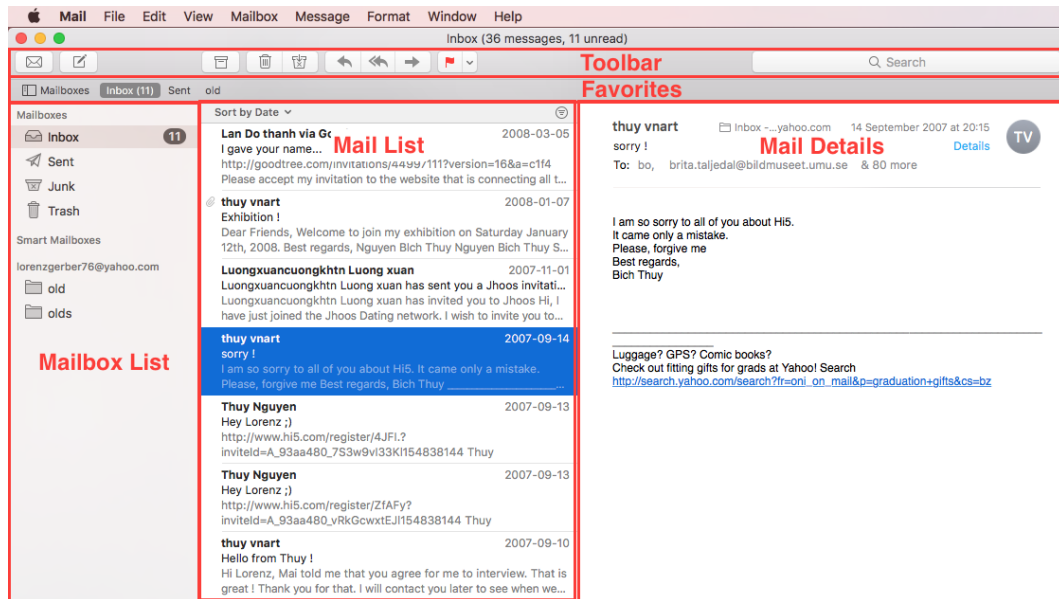 Mail File Edit View Mailbox Message Format Window Help
Inbox (36 messages, 11 unread)
Toolbar
Search
Mailboxes Inbox (11) Sent old
Favorites
Mailboxes
Inbox 11
Sent
Junk
Trash
Smart Mailboxes
lorenzgerber76@yahoo.com
old
olds
Mailbox List
Sort by Date
Mail List
Lan Do thanh via 2008-03-05
I gave your name...
http://goodtree.com/invitations/44997111?version=16&a=c1f4
Please accept my invitation to the website that is connecting all t...
thuy vnart 2008-01-07
Exhibition !
Dear Friends, Welcome to join my exhibition on Saturday January
12th, 2008. Best regards, Nguyen BIch Thuy Nguyen Bich Thuy S...
Luongxuancuongkhtn Luong xuan 2007-11-01
Luongxuancuongkhtn Luong xuan has sent you a Jhoos invitati...
Luongxuancuongkhtn Luong xuan has invited you to Jhoos Hi, I
have just joined the Jhoos Dating network. I wish to invite you to...
thuy vnart 2007-09-14
sorry !
I am so sorry to all of you about Hi5. It came only a mistake.
Please, forgive me Best regards, Bich Thuy ____________________...
Thuy Nguyen 2007-09-13
Hey Lorenz ;)
http://www.hi5.com/register/4JFl.?
inviteId=A_93aa480_7S3w9vl33Kl154838144 Thuy
Thuy Nguyen 2007-09-13
Hey Lorenz ;)
http://www.hi5.com/register/ZfAFy?
inviteId=A_93aa480_vRkGcwxtEJl154838144 Thuy
thuy vnart 2007-09-10
Hello from Thuy !
Hi Lorenz, Mai told me that you agree for me to interview. That is
great ! Thank you for that. I will contact you later to see when we...
thuy vnart Inbox -...yahoo.com 14 September 2007 at 20:15
TV
Mail Details
sorry ! Details
To: bo, brita.taljedal@bildmuseet.umu.se & 80 more
I am so sorry to all of you about Hi5.
It came only a mistake.
Please, forgive me
Best regards,
Bich Thuy
Luggage? GPS? Comic books?
Check out fitting gifts for grads at Yahoo! Search
http://search.yahoo.com/search?fr=oni_on_mail&p=graduation+gifts&cs=bz